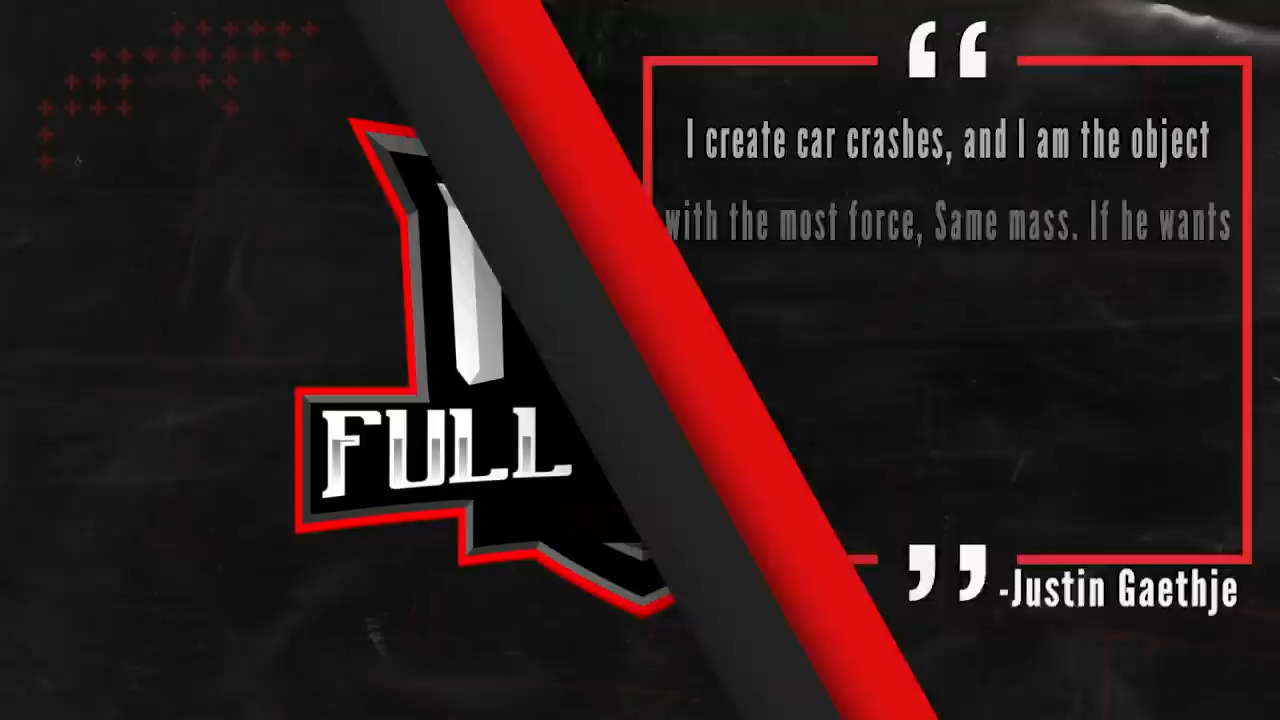 I create car crashes, and I am the object
with the most force, Same mass. If he wants
FULL
-Justin Gaethje